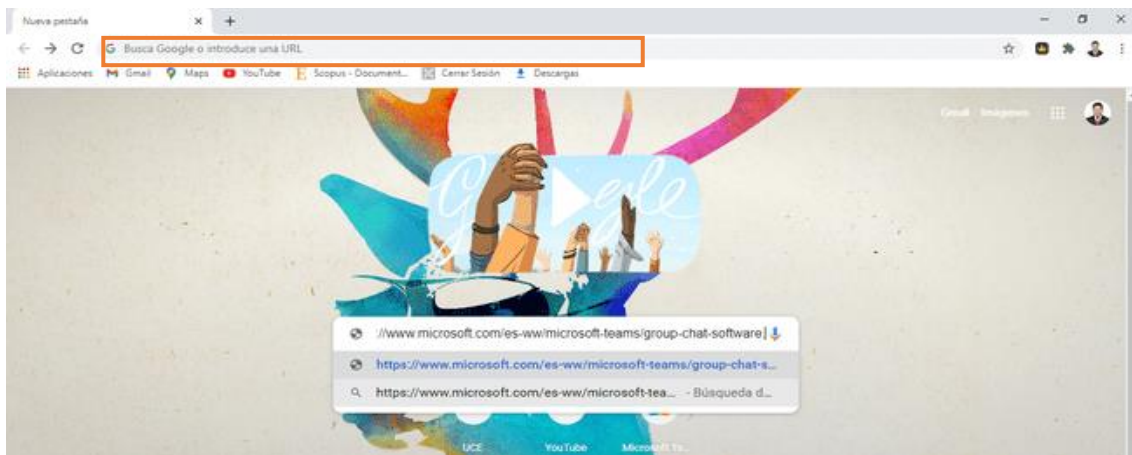 Nueva pestaña
Busca Google o introduce una URL
Aplicaciones Gmail Maps YouTube Scopus - Document... Cerrar Sesión Descargas
Gmail Imágenes
Google
://www.microsoft.com/es-ww/microsoft-teams/group-chat-software
https://www.microsoft.com/es-ww/microsoft-teams/group-chat-s...
https://www.microsoft.com/es-ww/microsoft-tea... - Búsqueda d...
UCE YouTube Microsoft Te...